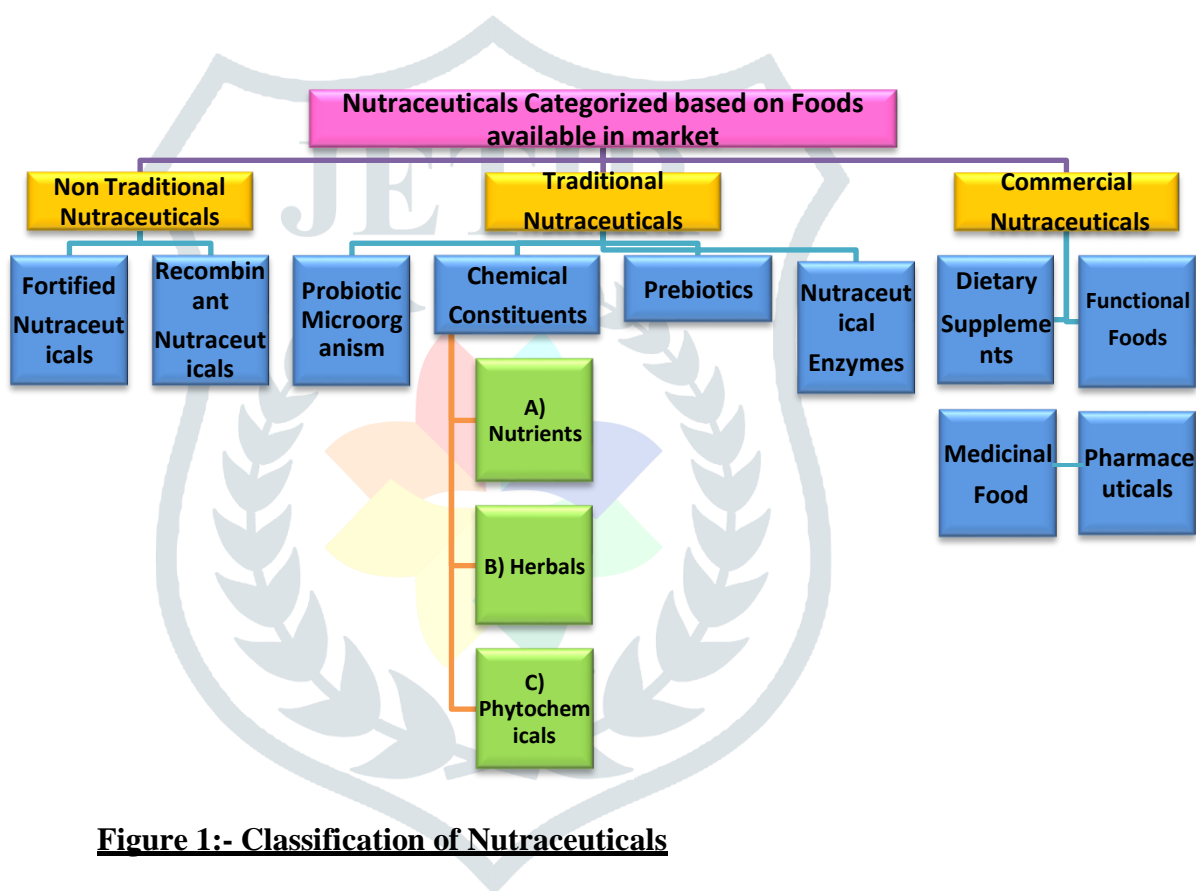 Nutraceuticals Categorized based on Foods
available in market
Non Traditional
Nutraceuticals
Traditional
Nutraceuticals
Commercial
Nutraceuticals
Fortified
Nutraceut
icals
Recombin
ant
Nutraceut
icals
Probiotic
Microorg
anism
Chemical
Constituents
Prebiotics
Nutraceut
ical
Enzymes
Dietary
Suppleme
nts
Functional
Foods
A)
Nutrients
B) Herbals
C)
Phytochem
icals
Medicinal
Food
Pharmace
uticals
JETIR
Figure 1:- Classification of Nutraceuticals